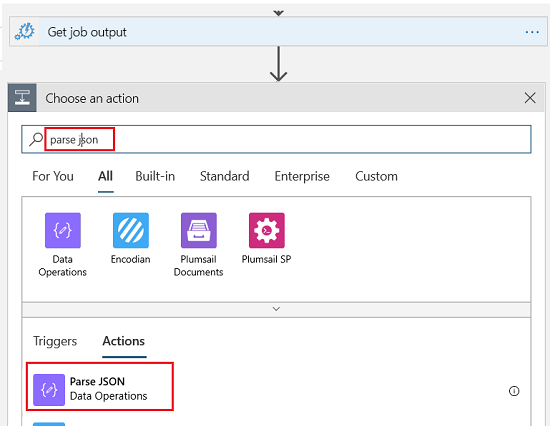 Get job output
Choose an action
parse json
For You All Built-in Standard Enterprise Custom
Data Operations
Encodian
Plumsail Documents
Plumsail SP
Triggers Actions
Parse JSON
Data Operations